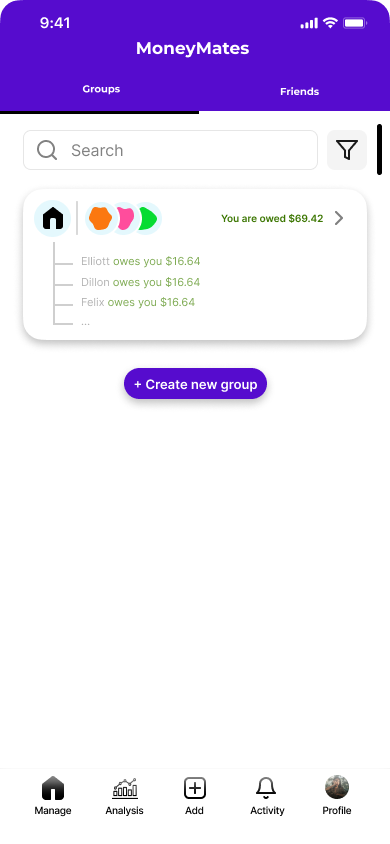 9:41
MoneyMates
Groups
Friends
Search
You are owed $69.42
Elliott owes you $16.64
Dillon owes you $16.64
Felix owes you $16.64
...
+ Create new group
Manage Analysis Add Activity Profile